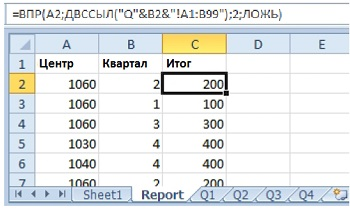 =ВПР(A2;ДВССЫЛ("Q"&B2&"!A1:B99");2;ЛОЖЬ)
A B C D E
1 Центр Квартал Итог
2 1060 2 200
3 1060 1 100
4 1060 3 300
5 1030 4 400
6 1040 4 400
7 1060 2 200
Sheet1 Report Q1 Q2 Q3 Q4